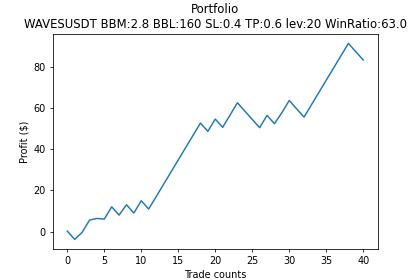 Portfolio
WAVESUSDT BBM:2.8 BBL:160 SL:0.4 TP:0.6 lev:20 WinRatio:63.0
80
60
40
20
0
Profit ($)
0 5 10 15 20 25 30 35 40
Trade counts